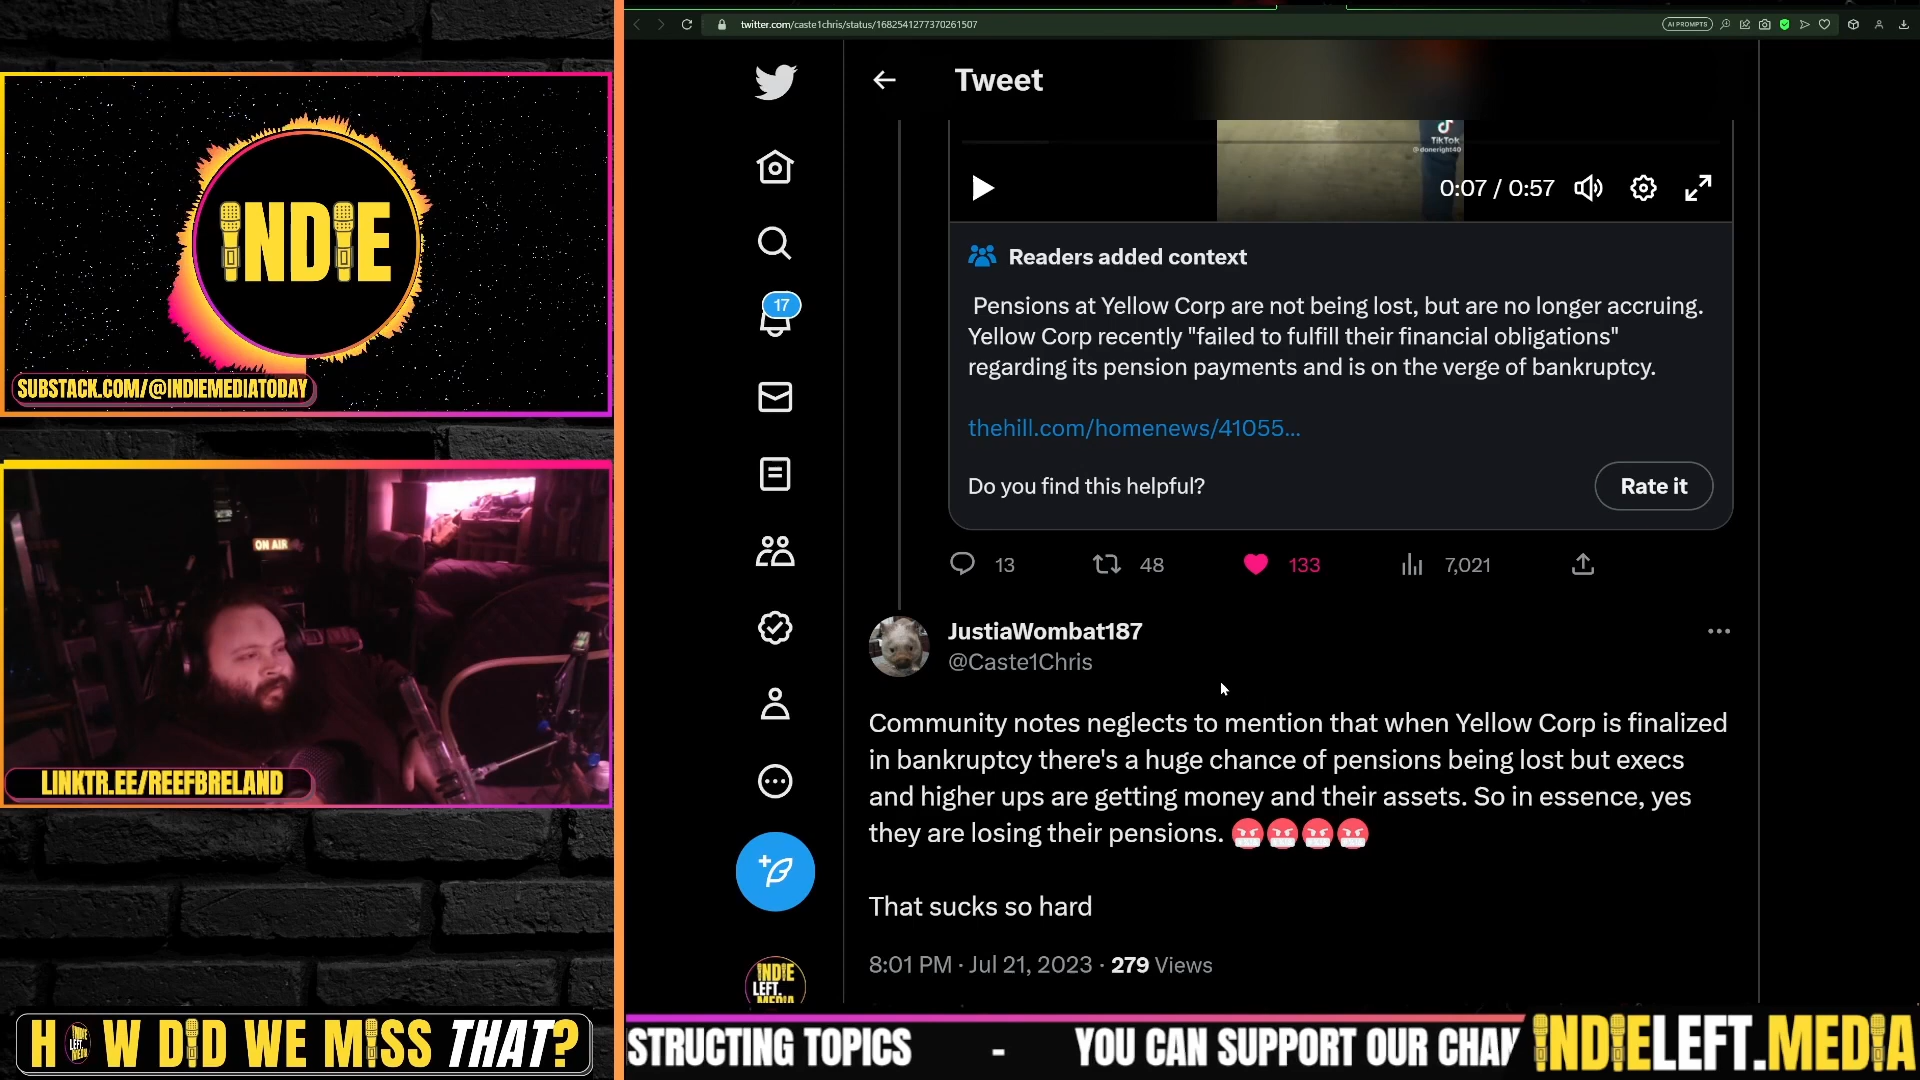 twitter.com/caste1chris/status/1682541277370261507
AI PROMPTS
INDIE
SUBSTACK.COM/@INDIEMEDIATODAY
ON AIR
LINKTR.EE/REEFBRELAND
HOW DID WE MISS THAT?
Tweet
TikTok
@doneright40
0:07 / 0:57
17
Readers added context
Pensions at Yellow Corp are not being lost, but are no longer accruing.
Yellow Corp recently "failed to fulfill their financial obligations"
regarding its pension payments and is on the verge of bankruptcy.
thehill.com/homenews/41055...
Do you find this helpful?
Rate it
13
48
133
7,021
JustiaWombat187
@Caste1Chris
Community notes neglects to mention that when Yellow Corp is finalized
in bankruptcy there's a huge chance of pensions being lost but execs
and higher ups are getting money and their assets. So in essence, yes
they are losing their pensions. 🤬🤬🤬🤬
That sucks so hard
8:01 PM · Jul 21, 2023 · 279 Views
INDIE
LEFT.
MEDIA
STRUCTING TOPICS - YOU CAN SUPPORT OUR CHAN
INDIELEFT.MEDIA